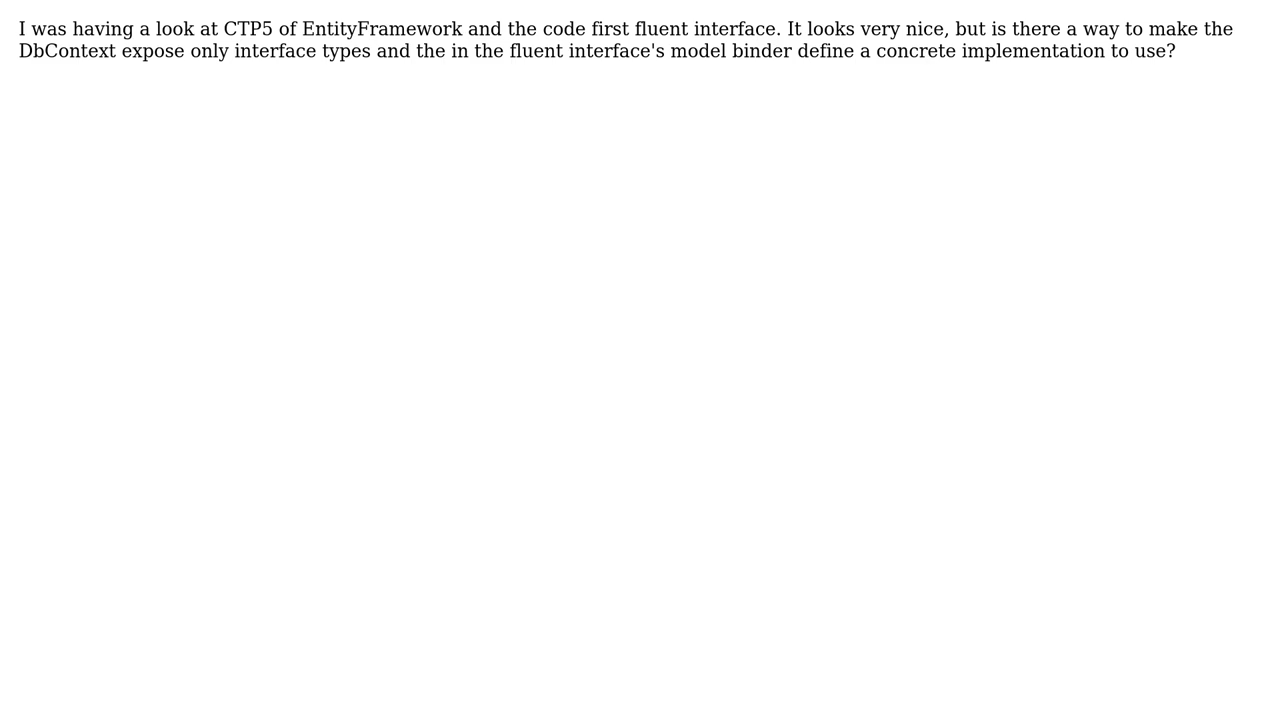 I was having a look at CTP5 of EntityFramework and the code first fluent interface. It looks very nice, but is there a way to make the
DbContext expose only interface types and the in the fluent interface's model binder define a concrete implementation to use?